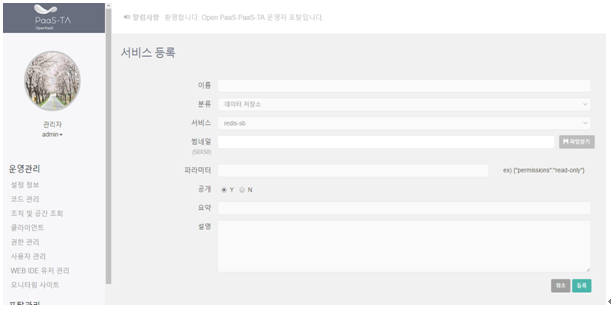 PaaS-TA
Open PaaS
알림사항 환영합니다. Open PaaS PaaS-TA 운영자 포탈입니다.
관리자
admin
운영관리
설정 정보
코드 관리
조직 및 공간 조회
클라이언트
권한 관리
사용자 관리
WEB IDE 유저 관리
모니터링 사이트
포탈관리
서비스 등록
이름
분류 데이터 저장소
서비스 redis-sb
썸네일 파일찾기
(50X50)
파라미터 ex) {"permissions":"read-only"}
공개 Y N
요약
설명
취소 등록